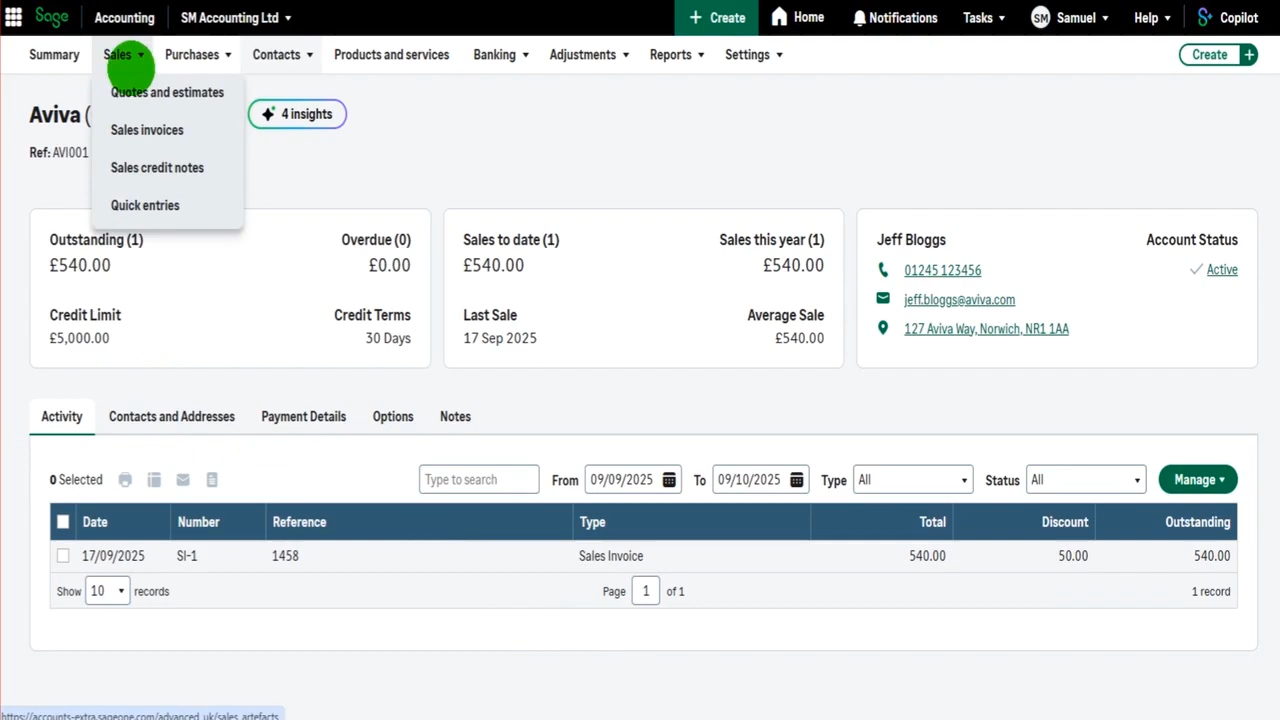 Sage Accounting SM Accounting Ltd + Create Home Notifications Tasks SM Samuel Help Copilot
Summary Sales Purchases Contacts Products and services Banking Adjustments Reports Settings Create +
Quotes and estimates
Aviva ( 4 insights
Sales invoices
Ref: AVI001
Sales credit notes
Quick entries
Outstanding (1) Overdue (0) Sales to date (1) Sales this year (1) Jeff Bloggs Account Status
£540.00 £0.00 £540.00 £540.00 01245 123456 Active
jeff.bloggs@aviva.com
Credit Limit Credit Terms Last Sale Average Sale
127 Aviva Way, Norwich, NR1 1AA
£5,000.00 30 Days 17 Sep 2025 £540.00
Activity Contacts and Addresses Payment Details Options Notes
0 Selected Type to search From 09/09/2025 To 09/10/2025 Type All Status All Manage
Date Number Reference Type Total Discount Outstanding
17/09/2025 SI-1 1458 Sales Invoice 540.00 50.00 540.00
Show 10 records Page 1 of 1 1 record
https://accounts-extra.sageone.com/advanced_uk/sales_artefacts